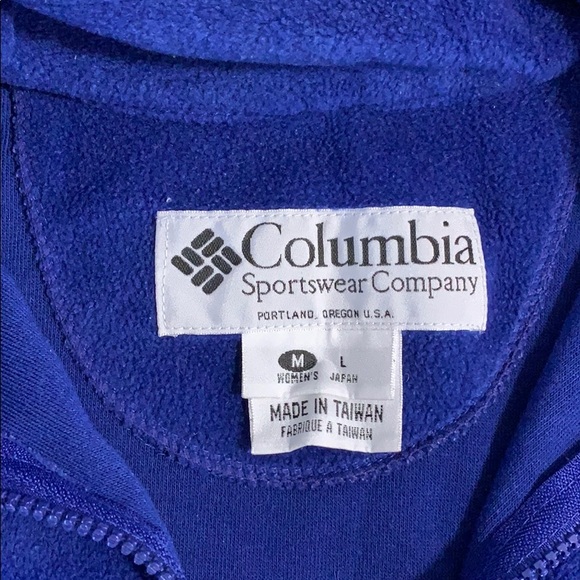 Columbia
Sportswear Company
PORTLAND, OREGON U.S.A.
M L
WOMEN'S JAPAN
MADE IN TAIWAN
FABRIQUE A TAIWAN